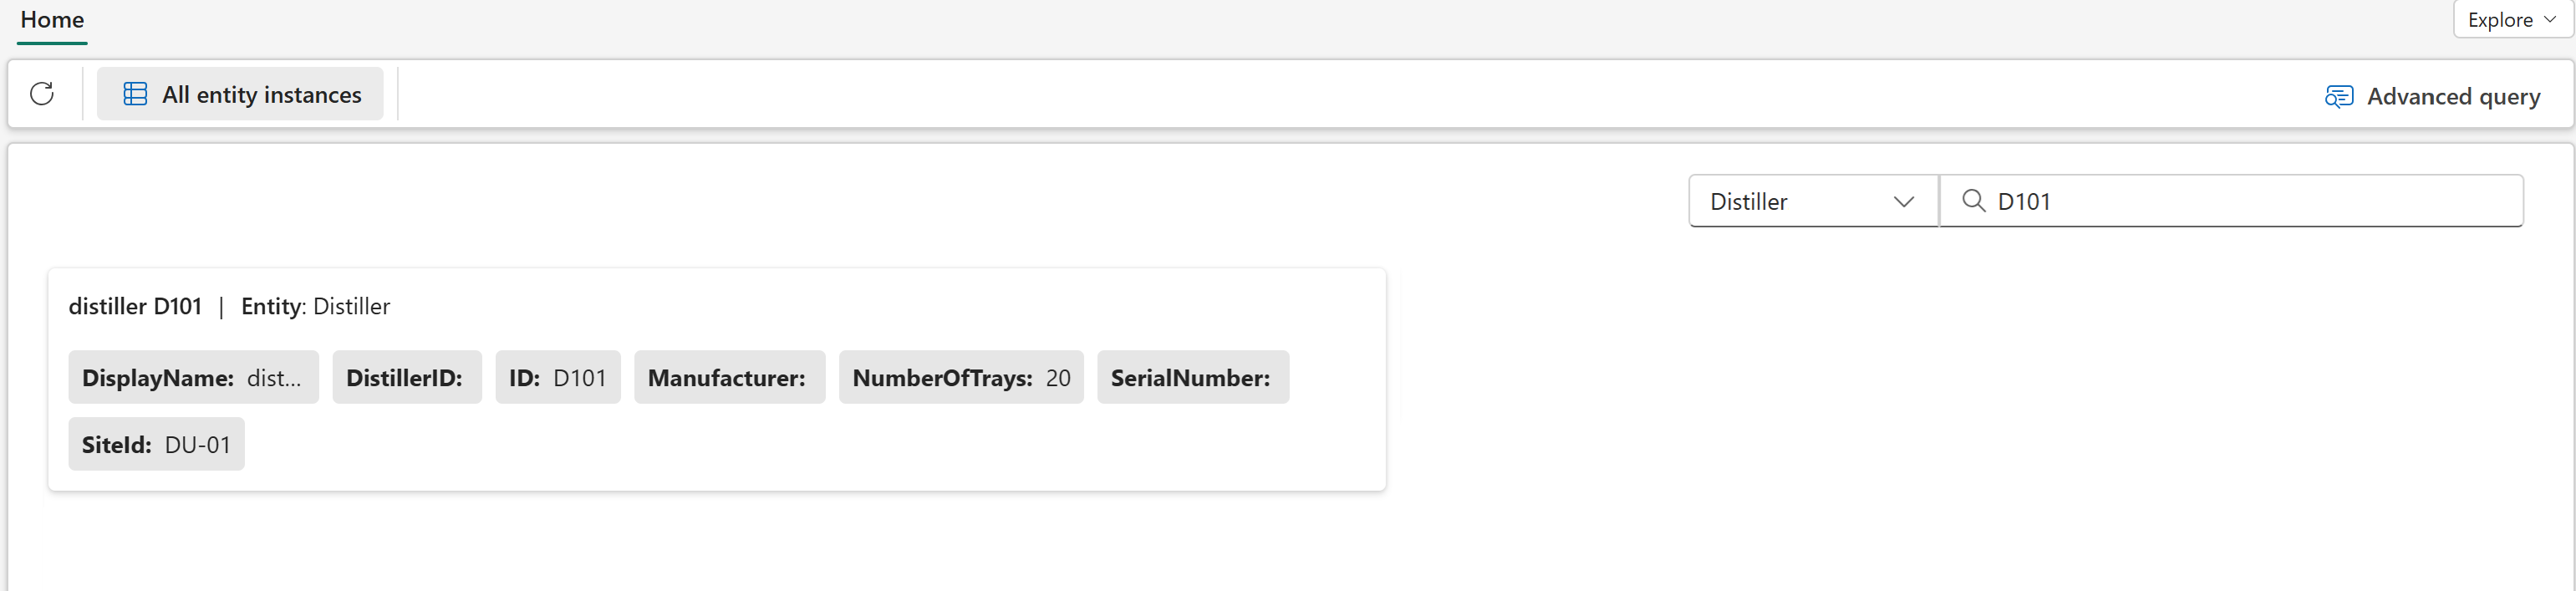 Home
Explore
All entity instances
Advanced query
Distiller
D101
distiller D101 | Entity: Distiller
DisplayName: dist... DistillerID: ID: D101 Manufacturer: NumberOfTrays: 20 SerialNumber:
SiteId: DU-01